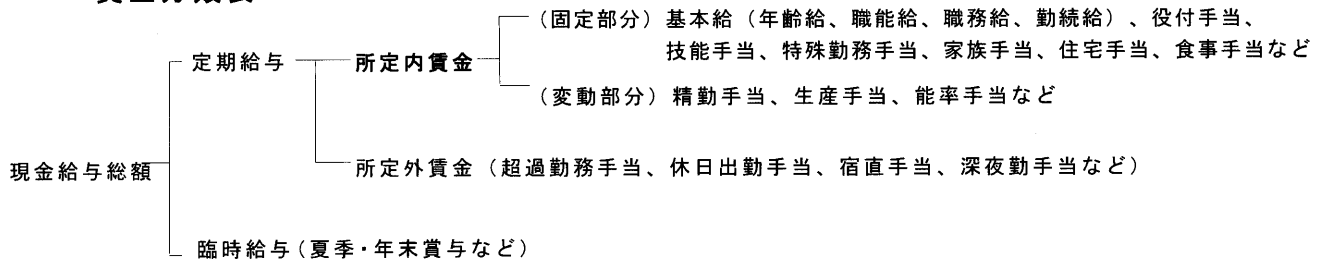 （固定部分）基本給（年齢給、職能給、職務給、勤続給）、役付手当、
技能手当、特殊勤務手当、家族手当、住宅手当、食事手当など
定期給与 所定内賃金
（変動部分）精勤手当、生産手当、能率手当など
現金給与総額 所定外賃金（超過勤務手当、休日出勤手当、宿直手当、深夜勤手当など）
臨時給与（夏季・年末賞与など）